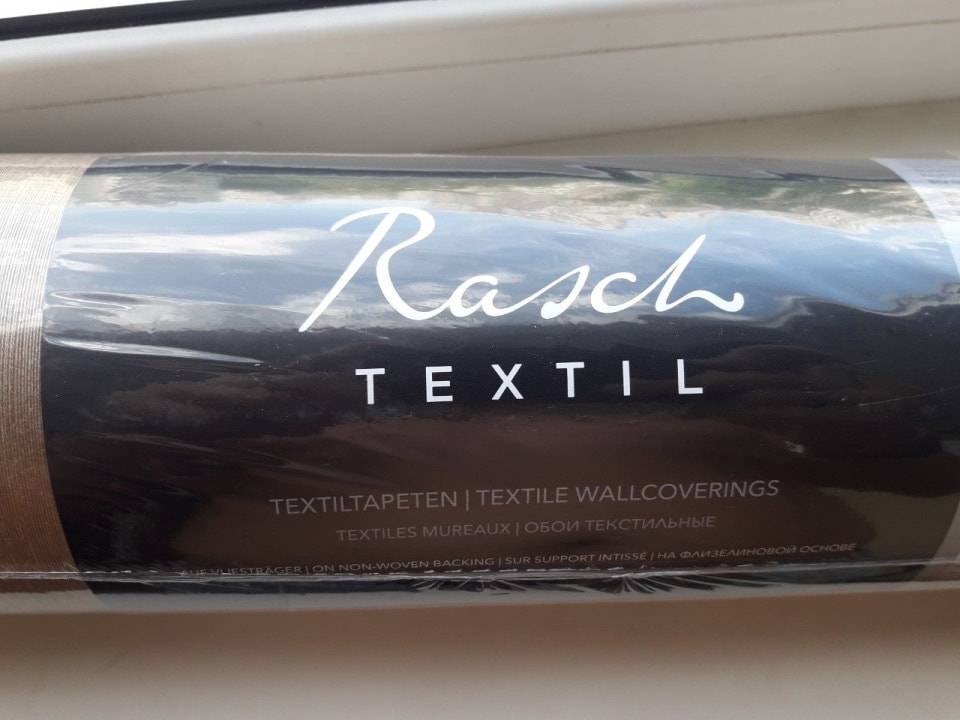 Rasch
TEXTIL
TEXTILTAPETEN | TEXTILE WALLCOVERINGS
TEXTILES MUREAUX | ОБОИ ТЕКСТИЛЬНЫЕ
AUF VLIESTRÄGER | ON NON-WOVEN BACKING | SUR SUPPORT INTISSÉ | НА ФЛИЗЕЛИНОВОЙ ОСНОВЕ